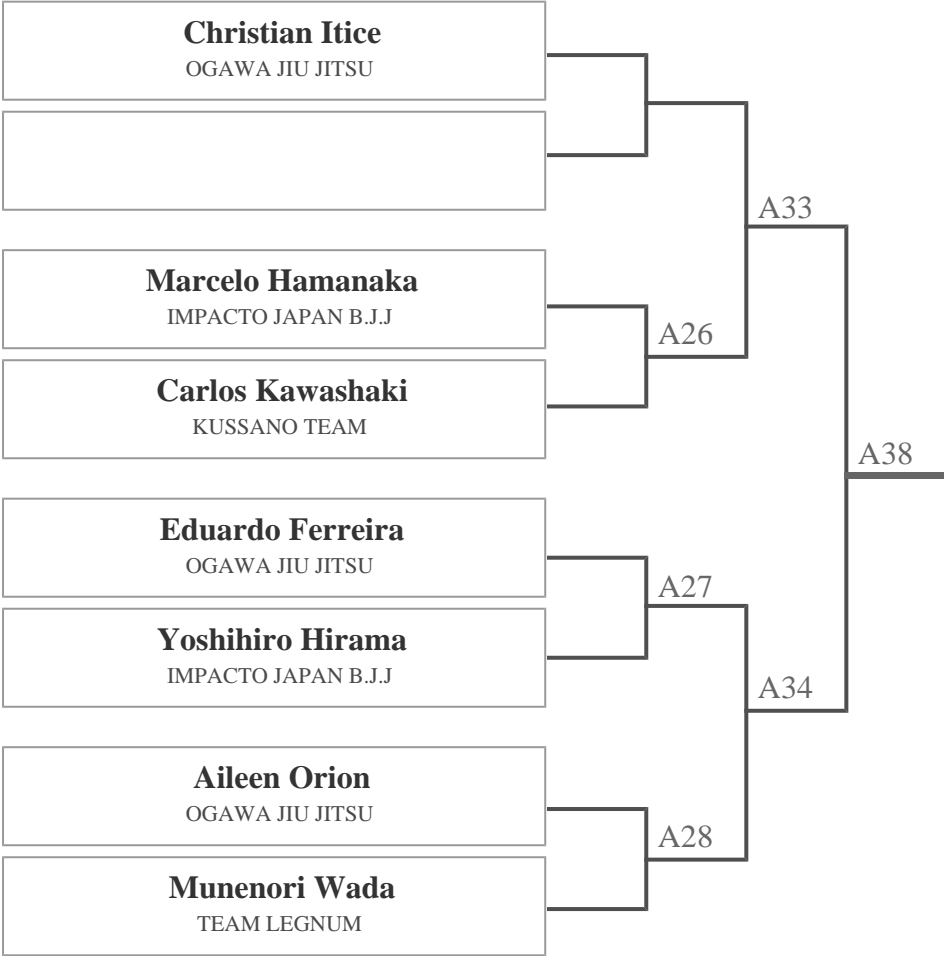 Christian Itice
OGAWA JIU JITSU
A33
Marcelo Hamanaka
IMPACTO JAPAN B.J.J
A26
Carlos Kawashaki
KUSSANO TEAM
A38
Eduardo Ferreira
OGAWA JIU JITSU
A27
Yoshihiro Hirama
IMPACTO JAPAN B.J.J
A34
Aileen Orion
OGAWA JIU JITSU
A28
Munenori Wada
TEAM LEGNUM